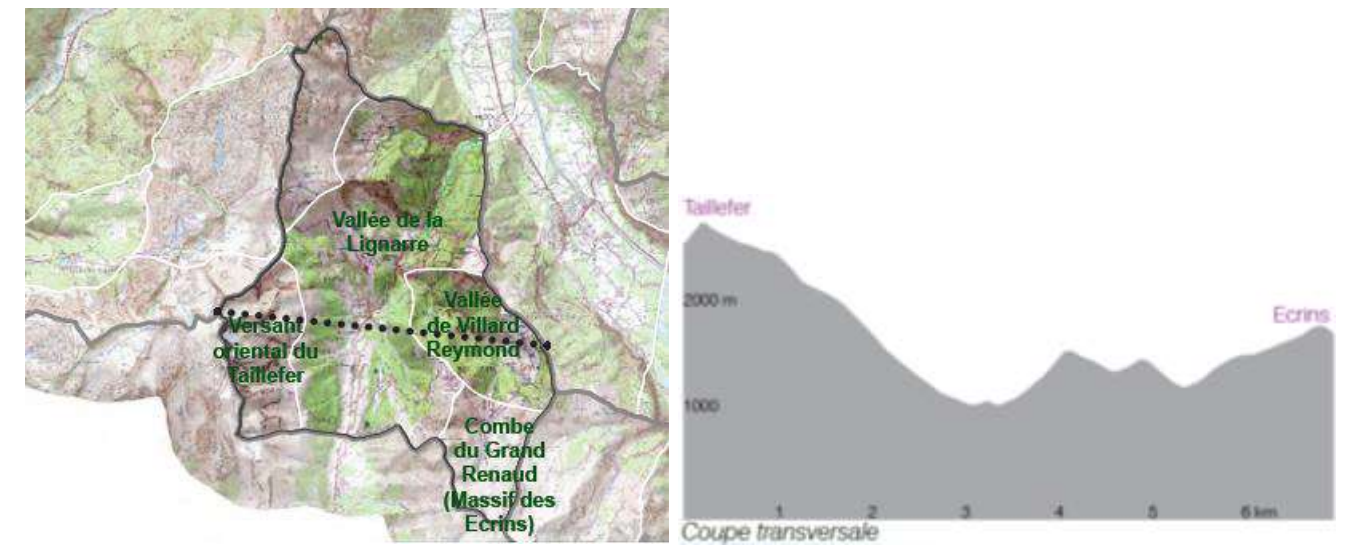 Vallée de la
Lignarre
Vallée
de Villard
Reymond
Versant
oriental du
Taillefer
Combe
du Grand
Renaud
(Massif des
Ecrins)
Taillefer
2000 m
Ecrins
1000
1 2 3 4 5 6 km
Coupe transversale